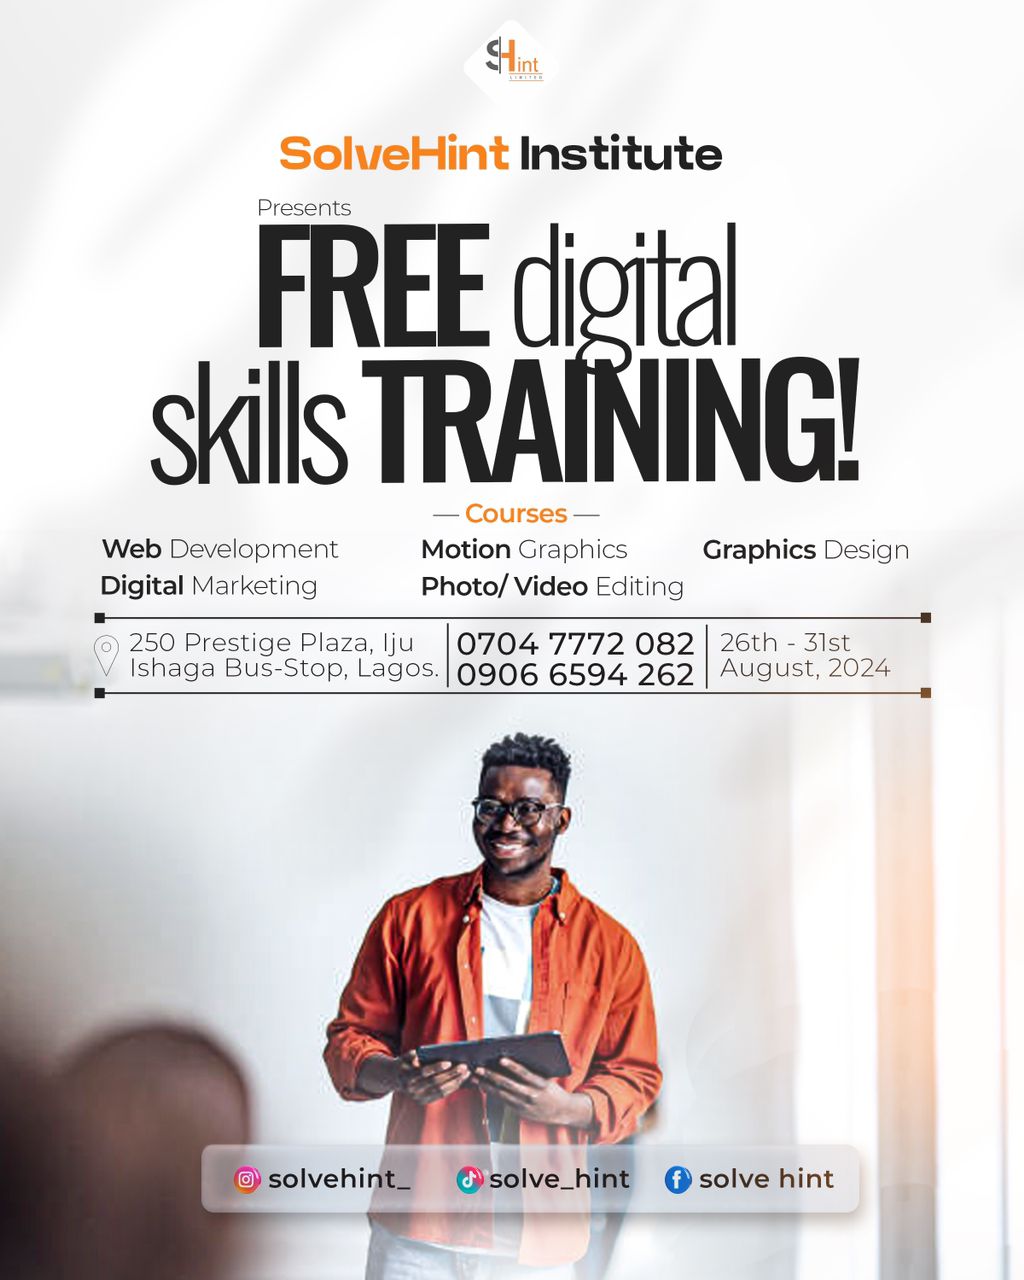 SHint
LIMITED
SolveHint Institute
Presents
FREE digital
skills TRAINING!
Courses
Web Development
Motion Graphics
Graphics Design
Digital Marketing
Photo/ Video Editing
250 Prestige Plaza, Iju
Ishaga Bus-Stop, Lagos.
0704 7772 082
0906 6594 262
26th - 31st
August, 2024
solvehint_
solve_hint
solve hint